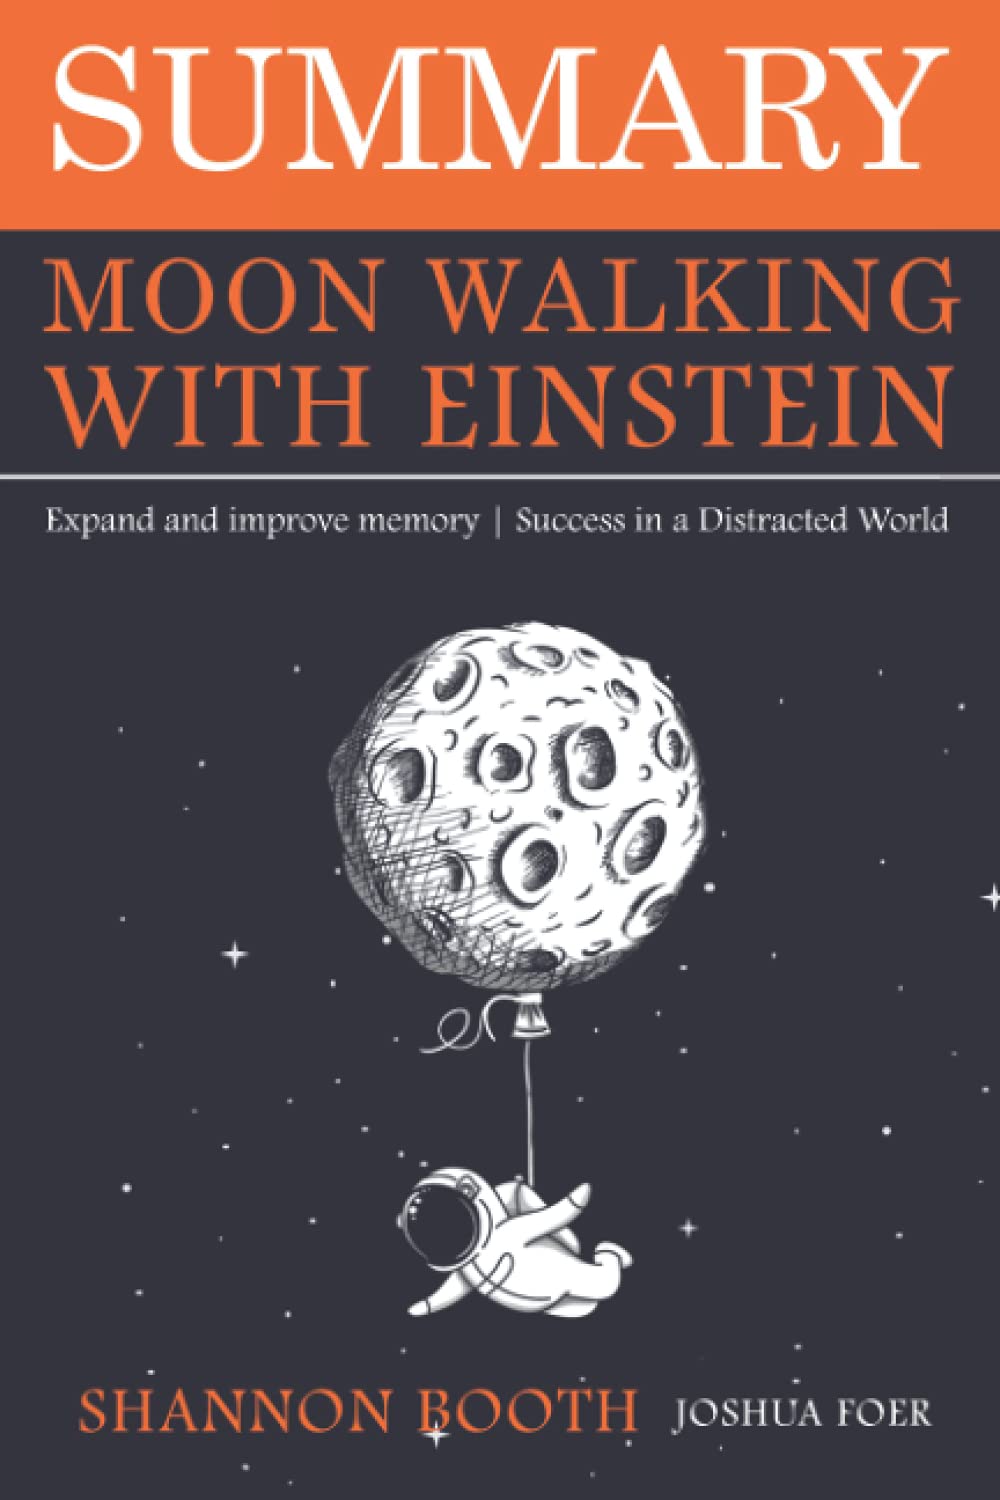 SUMMARY
MOON WALKING
WITH EINSTEIN
Expand and improve memory | Success in a Distracted World
SHANNON BOOTH JOSHUA FOER